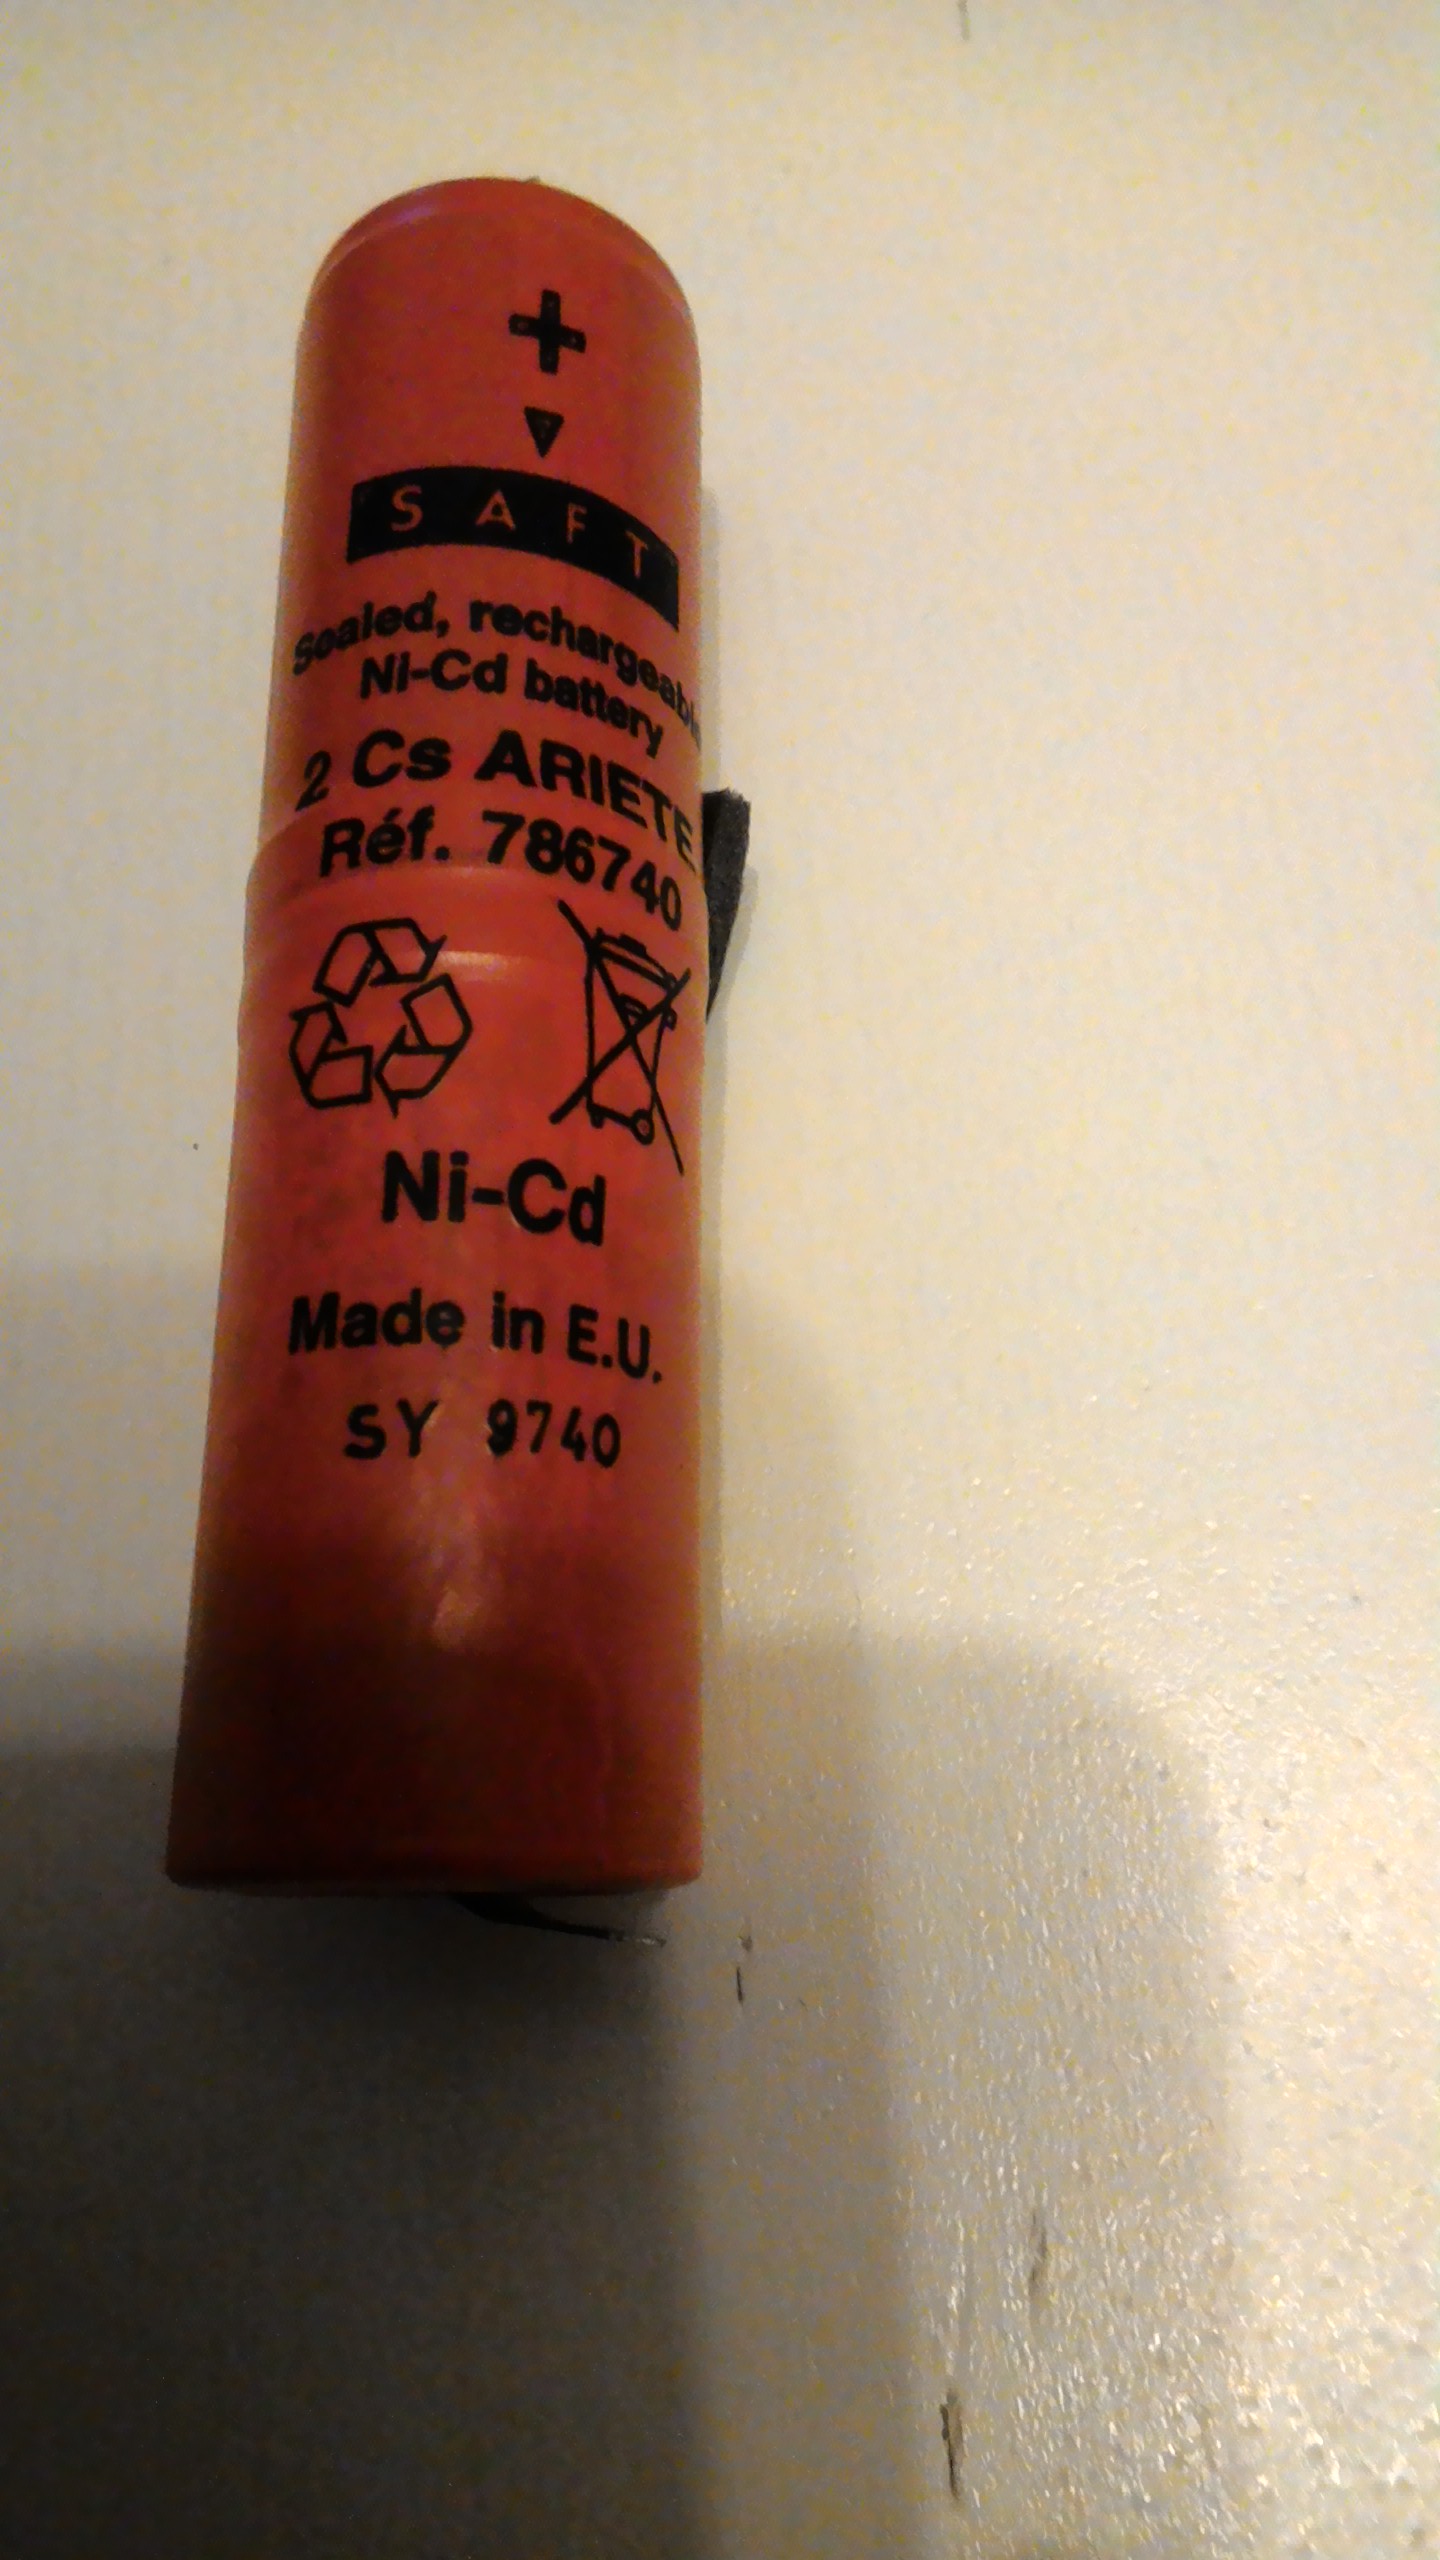 +
SAFT
Sealed, rechargeable
Ni-Cd battery
2 Cs ARIETE
Réf. 786740
Ni-Cd
Made in E.U.
SY 9740